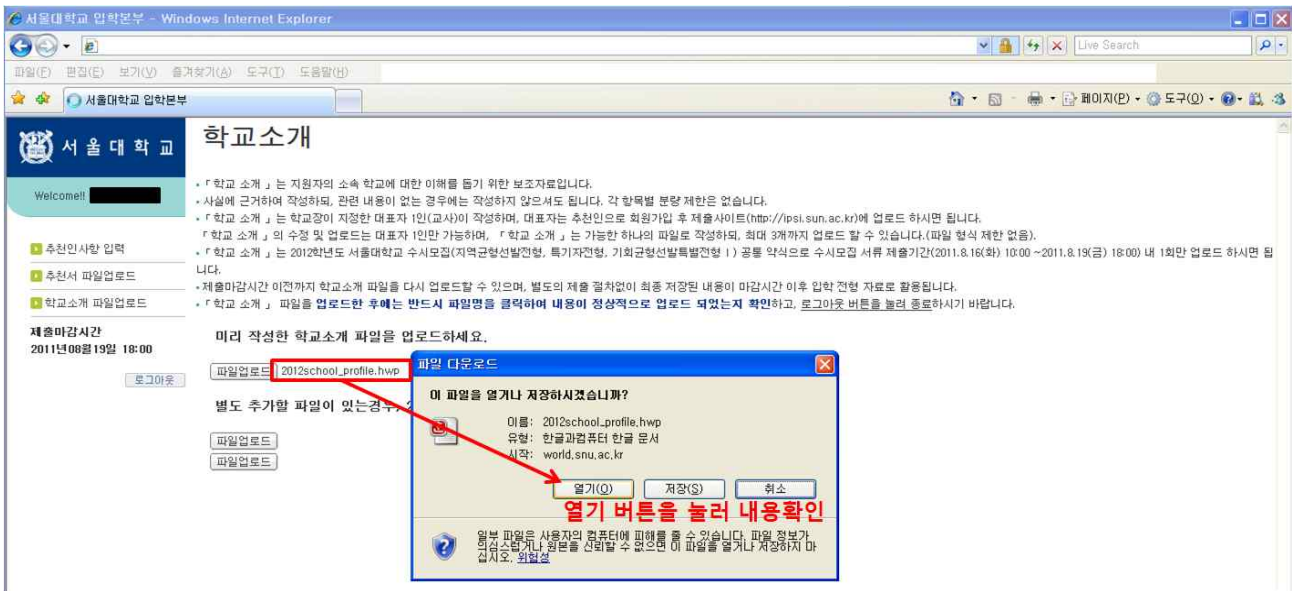 서울대학교 입학본부 - Windows Internet Explorer
Live Search
파일(F) 편집(E) 보기(V) 즐겨찾기(A) 도구(T) 도움말(H)
서울대학교 입학본부
페이지(P) 도구(O)
서울대학교
학교소개
Welcome!!
• 「학교 소개」는 지원자의 소속 학교에 대한 이해를 돕기 위한 보조자료입니다.
• 사실에 근거하여 작성하되, 관련 내용이 없는 경우에는 작성하지 않으셔도 됩니다. 각 항목별 분량 제한은 없습니다.
• 「학교 소개」는 학교장이 지정한 대표자 1인(교사)이 작성하며, 대표자는 추천인으로 회원가입 후 제출사이트(http://ipsi.sun.ac.kr)에 업로드 하시면 됩니다.
「학교 소개」의 수정 및 업로드는 대표자 1인만 가능하며, 「학교 소개」는 가능한 하나의 파일로 작성하되, 최대 3개까지 업로드 할 수 있습니다.(파일 형식 제한 없음).
• 「학교 소개」는 2012학년도 서울대학교 수시모집(지역균형선발전형, 특기자전형, 기회균형선발특별전형Ⅰ) 공통 양식으로 수시모집 서류 제출기간(2011.8.16(화) 10:00 ~2011.8.19(금) 18:00) 내 1회만 업로드 하시면 됩
니다.
• 제출마감시간 이전까지 학교소개 파일을 다시 업로드할 수 있으며, 별도의 제출 절차없이 최종 저장된 내용이 마감시간 이후 입학 전형 자료로 활용됩니다.
• 「학교 소개」 파일을 업로드한 후에는 반드시 파일명을 클릭하여 내용이 정상적으로 업로드 되었는지 확인하고, 로그아웃 버튼을 눌러 종료하시기 바랍니다.
추천인사항 입력
추천서 파일업로드
학교소개 파일업로드
제출마감시간
2011년08월19일 18:00
로그아웃
미리 작성한 학교소개 파일을 업로드하세요.
파일업로드 2012school_profile.hwp
별도 추가할 파일이 있는경우,
파일업로드
파일업로드
파일 다운로드
이 파일을 열거나 저장하시겠습니까?
이름: 2012school_profile.hwp
유형: 한글과컴퓨터 한글 문서
시작: world.snu.ac.kr
열기(O) 저장(S) 취소
열기 버튼을 눌러 내용확인
일부 파일은 사용자의 컴퓨터에 피해를 줄 수 있습니다. 파일 정보가
의심스럽거나 원본을 신뢰할 수 없으면 이 파일을 열거나 저장하지 마
십시오. 위험성